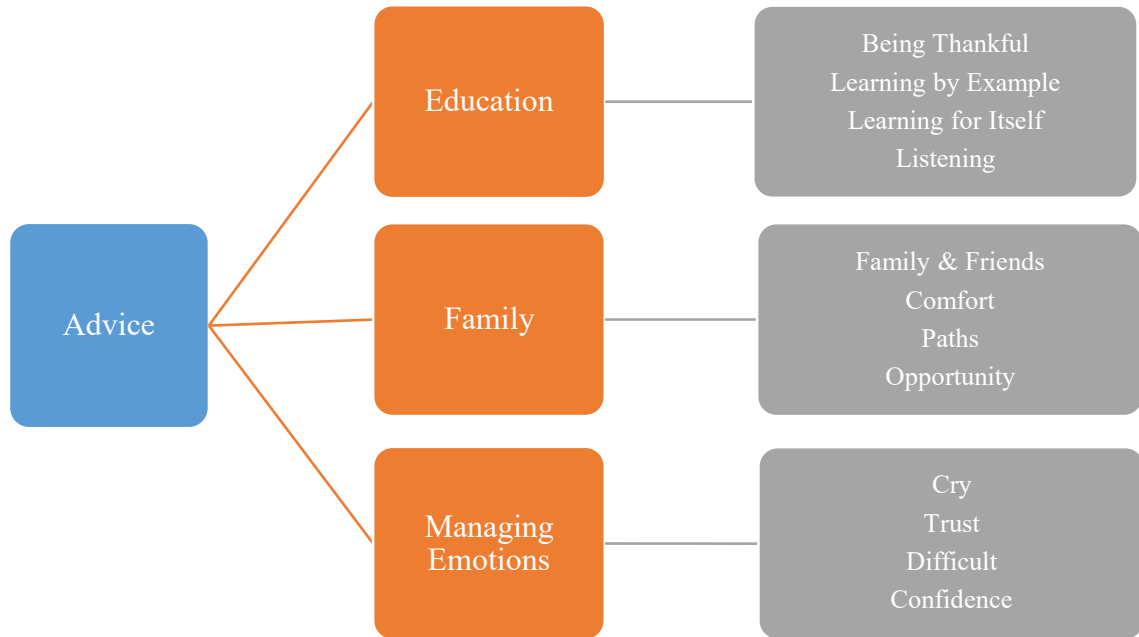 Advice
Education
Being Thankful
Learning by Example
Learning for Itself
Listening
Family
Family & Friends
Comfort
Paths
Opportunity
Managing
Emotions
Cry
Trust
Difficult
Confidence